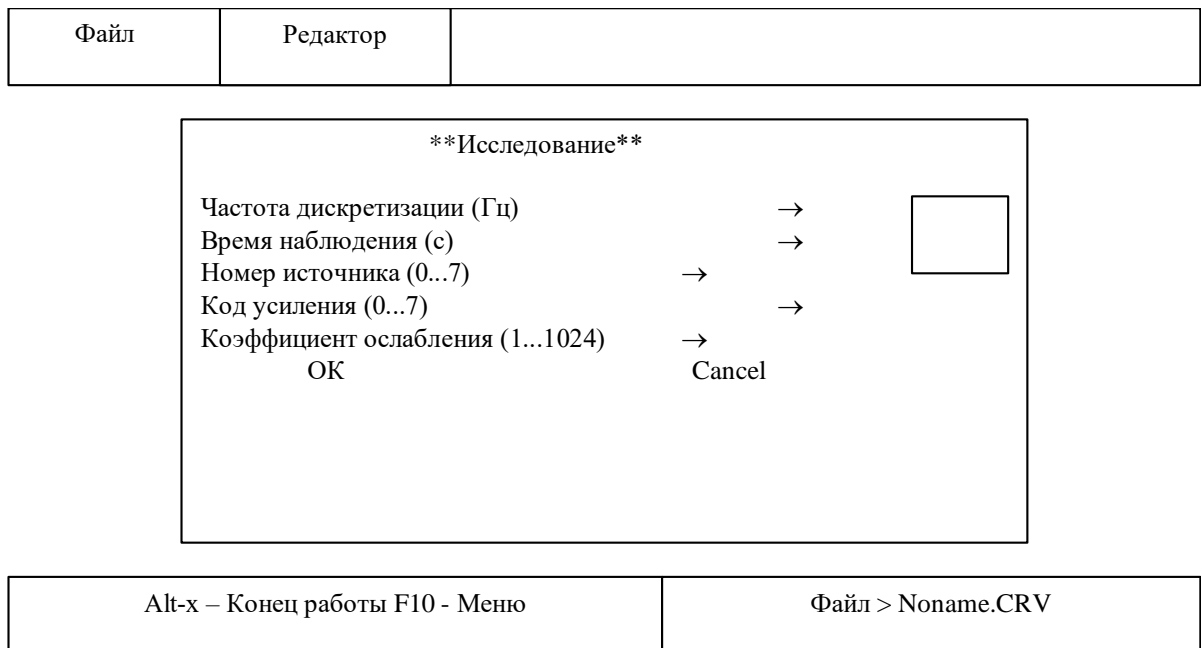 Файл Редактор
**Исследование**
Частота дискретизации (Гц) →
Время наблюдения (с) →
Номер источника (0...7) →
Код усиления (0...7) →
Коэффициент ослабления (1...1024) →
ОК Cancel
Alt-x – Конец работы F10 - Меню Файл > Noname.CRV